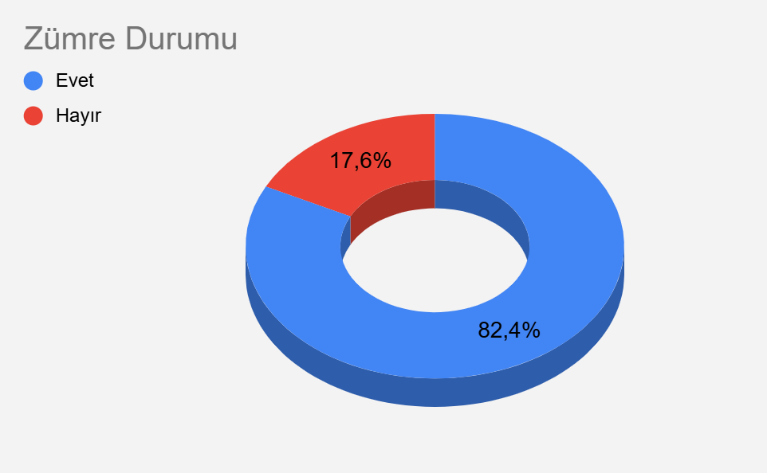 Zümre Durumu
Evet
Hayır
17,6%
82,4%